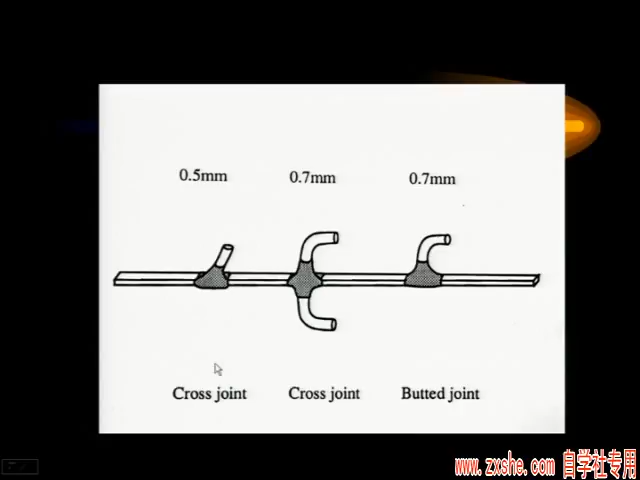 0.5mm 0.7mm 0.7mm
Cross joint Cross joint Butted joint
www.zxshe.com 自学社专用